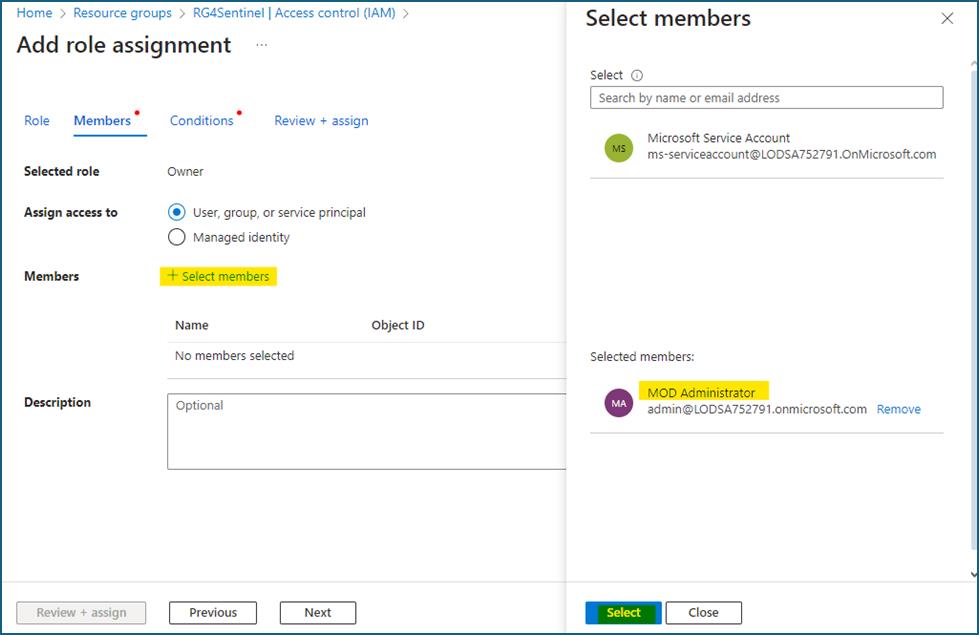 Home > Resource groups > RG4Sentinel | Access control (IAM) >
Add role assignment ...
Role Members Conditions Review + assign
Selected role Owner
Assign access to User, group, or service principal
Managed identity
Members + Select members
Name Object ID
No members selected
Description Optional
Review + assign Previous Next
Select members
Select
Search by name or email address
MS Microsoft Service Account
ms-serviceaccount@LODSA752791.OnMicrosoft.com
Selected members:
MA MOD Administrator
admin@LODSA752791.onmicrosoft.com Remove
Select Close